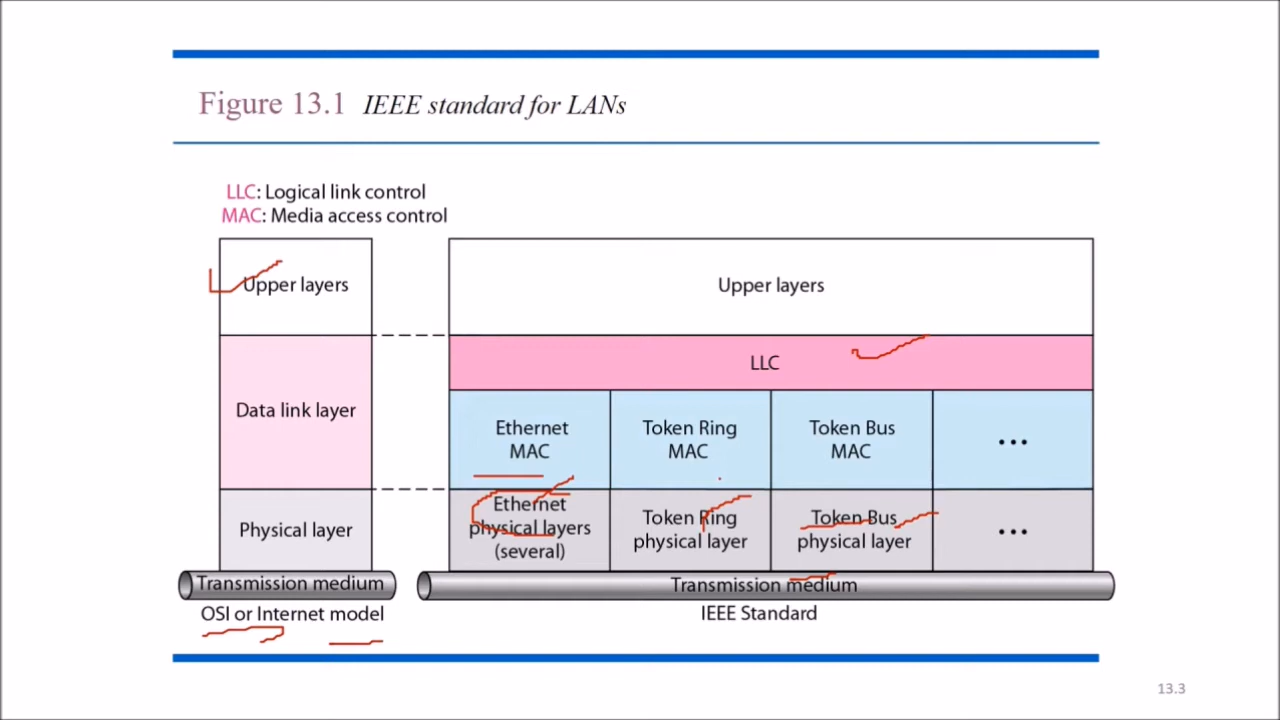 Figure 13.1 IEEE standard for LANs
LLC: Logical link control
MAC: Media access control
Upper layers
Data link layer
Physical layer
Transmission medium
OSI or Internet model
Upper layers
LLC
Ethernet
MAC
Token Ring
MAC
Token Bus
MAC
...
Ethernet
physical layers
(several)
Token Ring
physical layer
Token Bus
physical layer
...
Transmission medium
IEEE Standard
13.3